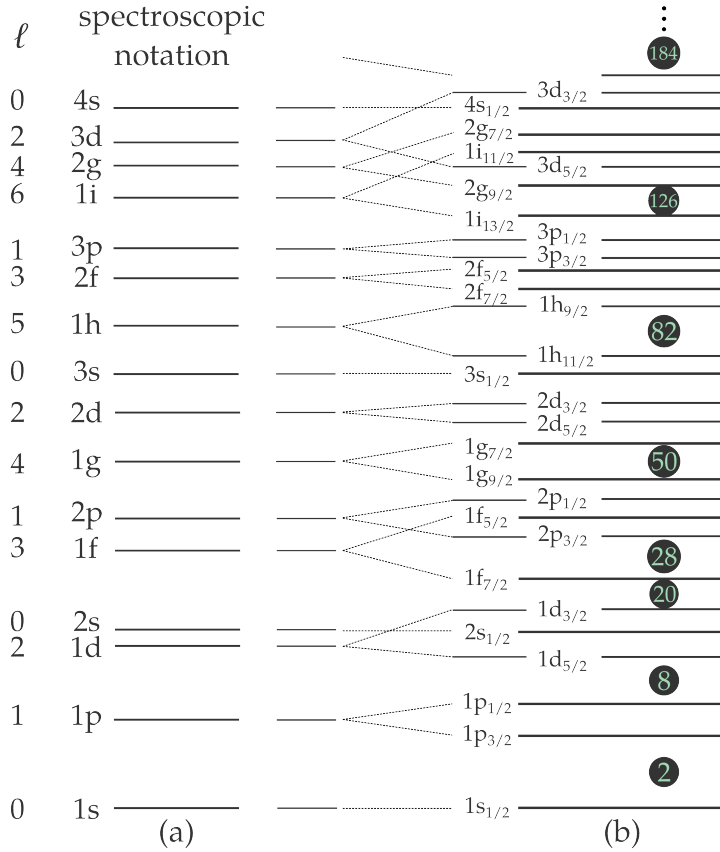 spectroscopic
ℓ notation
184
3d3/2
0 4s 4s1/2
2 3d 2g7/2
4 2g 1i11/2
3d5/2
6 1i 2g9/2
126
1i13/2
1 3p 3p1/2
3p3/2
3 2f 2f5/2
2f7/2
1h9/2
5 1h 82
1h11/2
0 3s 3s1/2
2 2d 2d3/2
2d5/2
1g7/2
4 1g 50
1g9/2
2p1/2
1 2p 1f5/2
2p3/2
3 1f 28
1f7/2
20
1d3/2
0 2s 2s1/2
2 1d 1d5/2
8
1p1/2
1 1p 1p3/2
2
0 1s 1s1/2
(a) (b)